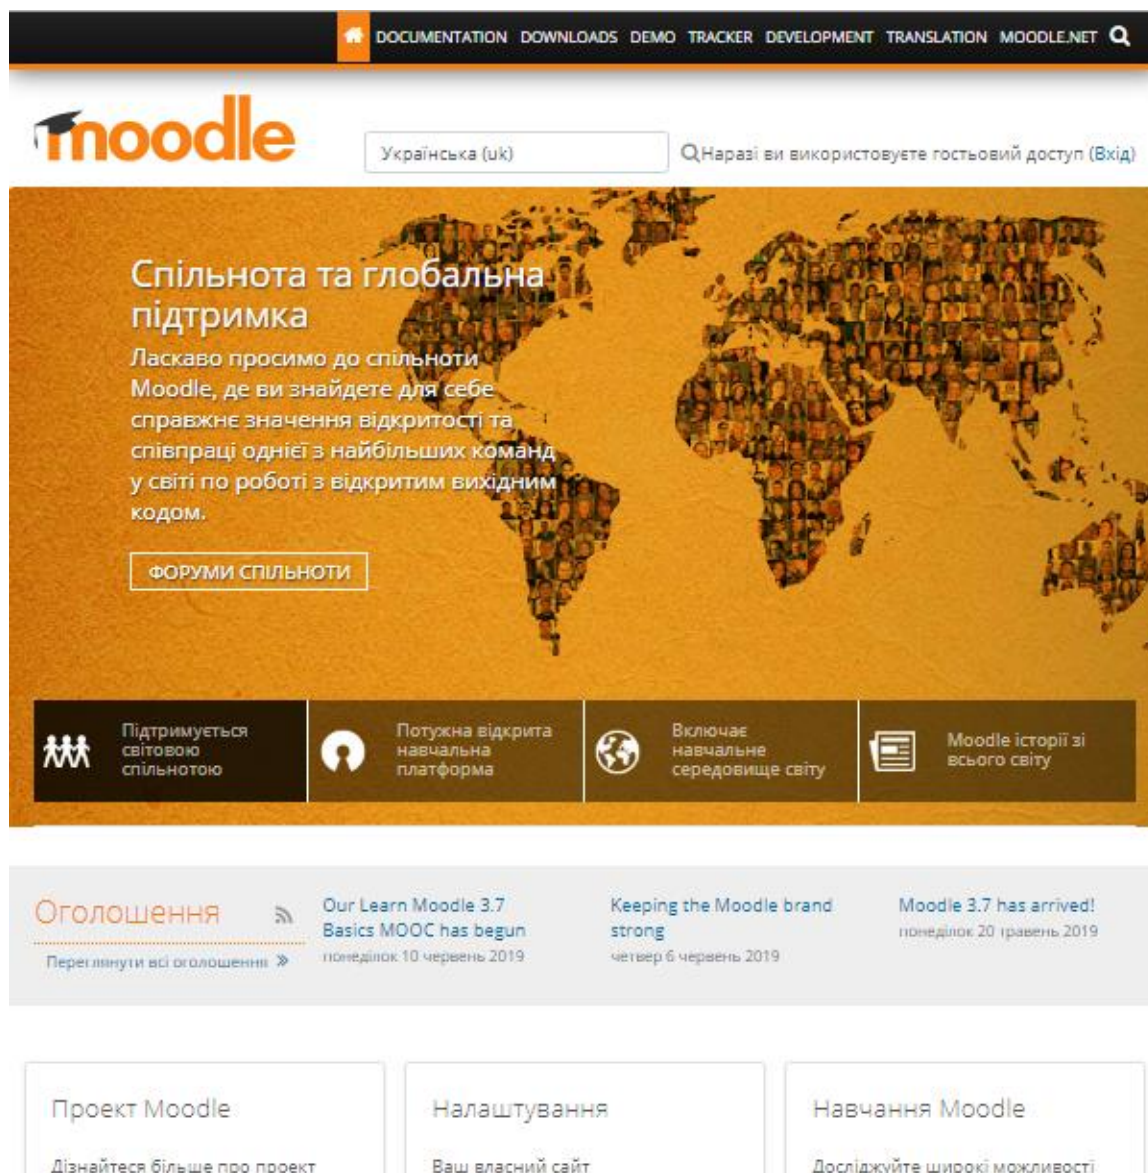 DOCUMENTATION DOWNLOADS DEMO TRACKER DEVELOPMENT TRANSLATION MOODLE.NET
moodle
Українська (uk)
Наразі ви використовуєте гостьовий доступ (Вхід)
Спільнота та глобальна
підтримка
Ласкаво просимо до спільноти
Moodle, де ви знайдете для себе
справжнє значення відкритості та
співпраці однієї з найбільших команд
у світі по роботі з відкритим вихідним
кодом.
ФОРУМИ СПІЛЬНОТИ
Підтримується
світовою
спільнотою
Потужна відкрита
навчальна
платформа
Включає
навчальне
середовище світу
Moodle історії зі
всього світу
Оголошення
Переглянути всі оголошення »
Our Learn Moodle 3.7
Basics MOOC has begun
понеділок 10 червень 2019
Keeping the Moodle brand
strong
четвер 6 червень 2019
Moodle 3.7 has arrived!
понеділок 20 травень 2019
Проект Moodle
Дізнайтеся більше про проект
Налаштування
Ваш власний сайт
Навчання Moodle
Досліджуйте широкі можливості